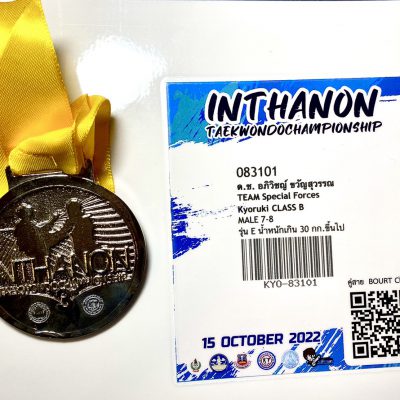 INTHANON
TAEKWONDOCHAMPIONSHIP
083101
ด.ช. อภิวิชญ์ ขวัญสุวรรณ
TEAM Special Forces
Kyoruki CLASS B
MALE 7-8
รุ่น E น้ำหนักเกิน 30 กก.ขึ้นไป
KYO-83101
คู่สาย BOURT
15 OCTOBER 2022
INTHANON